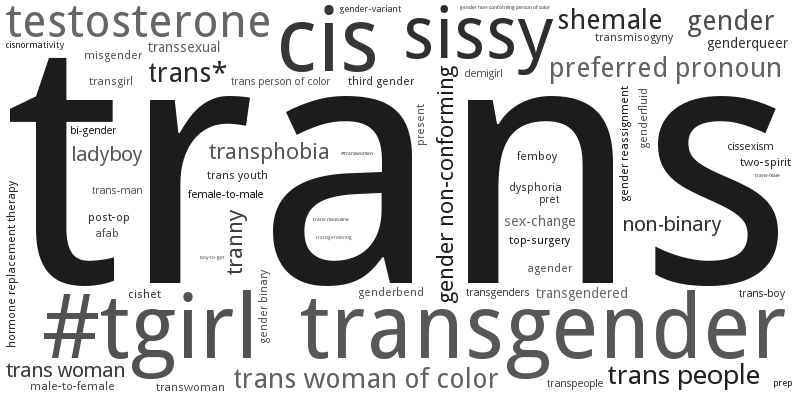 testosterone
cis
gender-variant
sissy
gender non-conforming person of color
shemale
gender
transmisogyny
genderqueer
cisnormativity
misgender
transsexual
transgirl
trans*
trans person of color
third gender
demigirl
preferred pronoun
trans
bi-gender
ladyboy
transphobia
#transwomen
present
gender non-conforming
femboy
gender reassignment
genderfluid
cissexism
two-spirit
trans-male
trans youth
trans-man
female-to-male
dysphoria
pret
post-op
afab
tranny
trans-masculine
transgendering
sex-change
top-surgery
non-binary
hormone replacement therapy
boy-to-girl
gender binary
agender
cishet
genderbend
transgenders
transgendered
trans-boy
#tgirl
transgender
trans woman
male-to-female
transwoman
trans woman of color
transpeople
trans people
prep